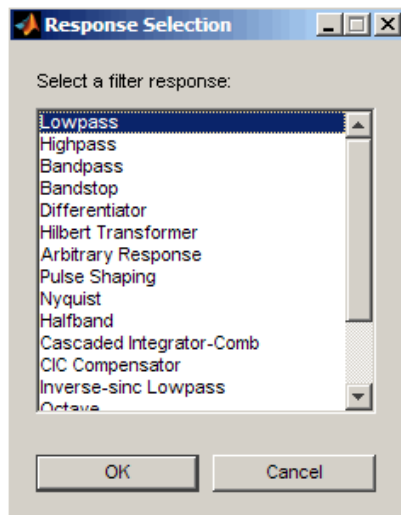 Response Selection
Select a filter response:
Lowpass
Highpass
Bandpass
Bandstop
Differentiator
Hilbert Transformer
Arbitrary Response
Pulse Shaping
Nyquist
Halfband
Cascaded Integrator-Comb
CIC Compensator
Inverse-sinc Lowpass
Octave
OK
Cancel